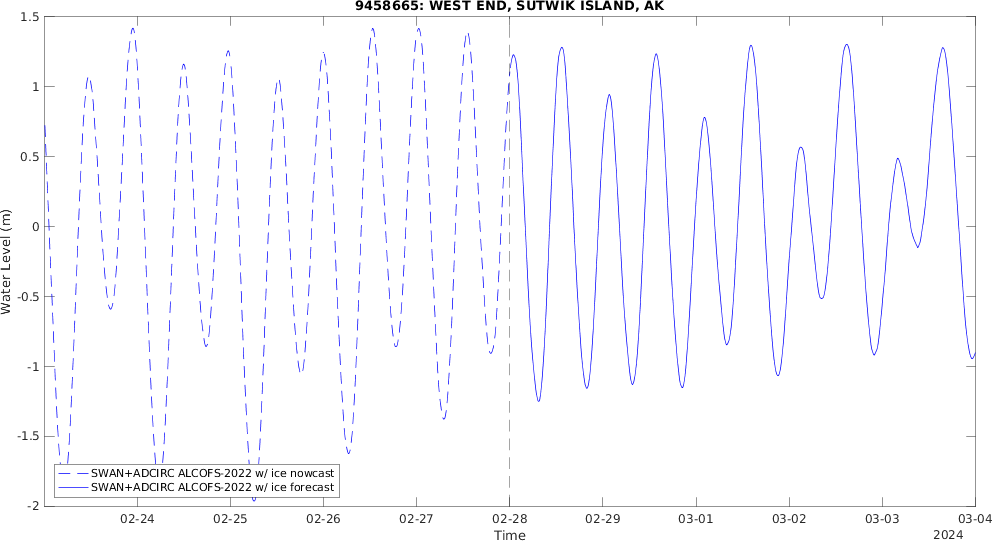 9458665: WEST END, SUTWIK ISLAND, AK
Water Level (m)
1.5
1
0.5
0
-0.5
-1
-1.5
-2
SWAN+ADCIRC ALCOFS-2022 w/ ice nowcast
SWAN+ADCIRC ALCOFS-2022 w/ ice forecast
02-24 02-25 02-26 02-27 02-28 02-29 03-01 03-02 03-03 03-04
Time
2024